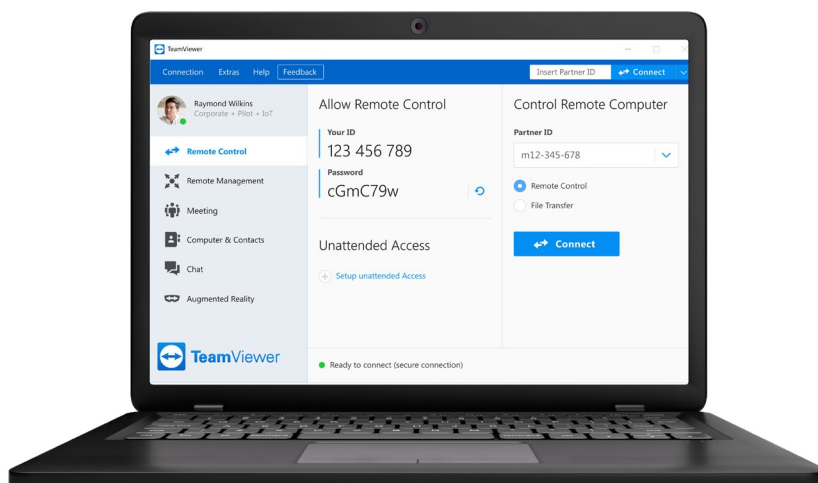 TeamViewer
Connection Extras Help Feedback
Insert Partner ID Connect
Raymond Wilkins
Corporate + Pilot + IoT
Remote Control
Remote Management
Meeting
Computer & Contacts
Chat
Augmented Reality
TeamViewer
Allow Remote Control
Your ID
123 456 789
Password
cGmC79w
Unattended Access
Setup unattended Access
Ready to connect (secure connection)
Control Remote Computer
Partner ID
m12-345-678
Remote Control
File Transfer
Connect